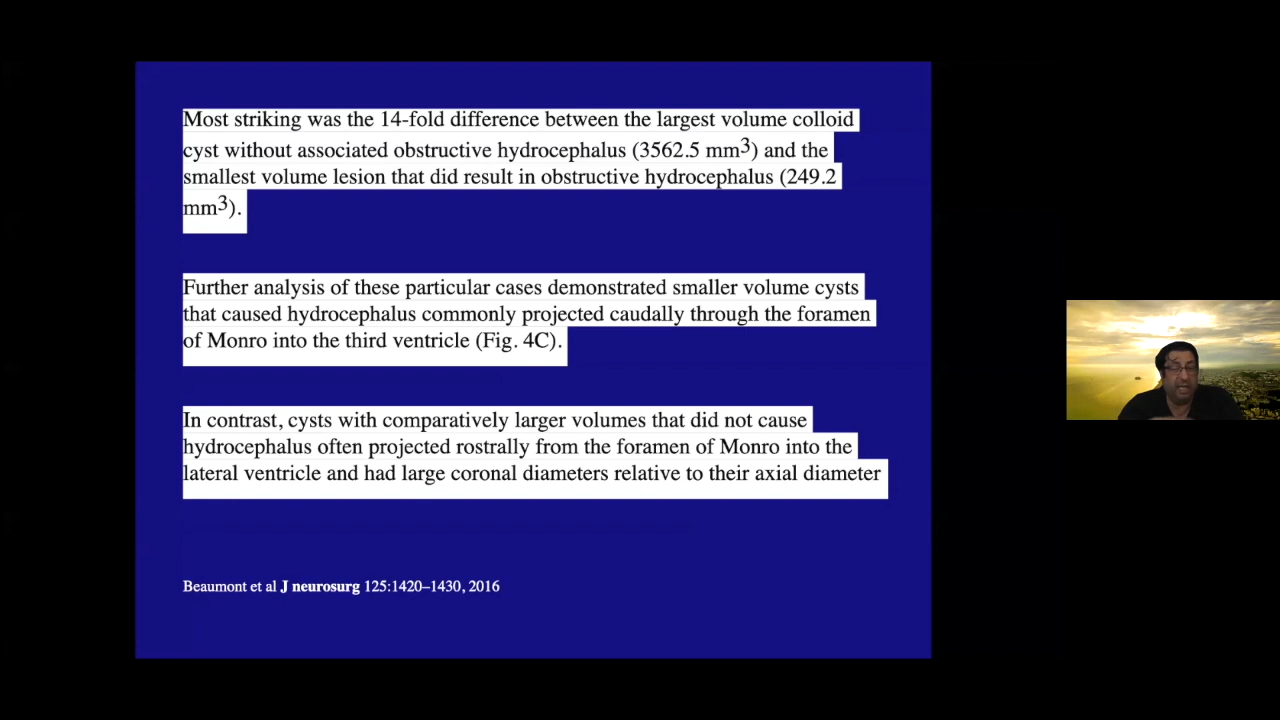 Most striking was the 14-fold difference between the largest volume colloid
cyst without associated obstructive hydrocephalus (3562.5 mm3) and the
smallest volume lesion that did result in obstructive hydrocephalus (249.2
mm3).
Further analysis of these particular cases demonstrated smaller volume cysts
that caused hydrocephalus commonly projected caudally through the foramen
of Monro into the third ventricle (Fig. 4C).
In contrast, cysts with comparatively larger volumes that did not cause
hydrocephalus often projected rostrally from the foramen of Monro into the
lateral ventricle and had large coronal diameters relative to their axial diameter
Beaumont et al J neurosurg 125:1420–1430, 2016